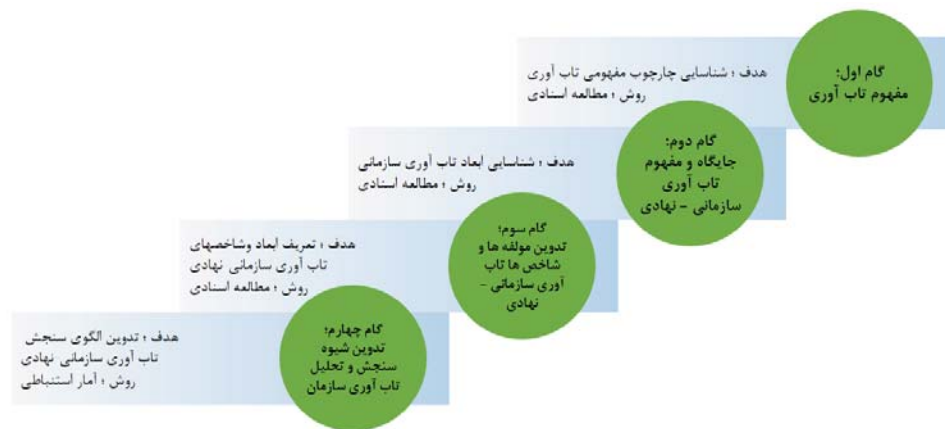 گام اول؛
مفهوم تاب آوری
هدف ؛ شناسایی چارچوب مفهومی تاب آوری
روش ؛ مطالعه اسنادی
گام دوم؛
جایگاه و مفهوم
تاب آوری
سازمانی - نهادی
هدف ؛ شناسایی ابعاد تاب آوری سازمانی
روش ؛ مطالعه اسنادی
گام سوم؛
تدوین مولفه ها و
شاخص ها تاب
آوری سازمانی -
نهادی
هدف ؛ تعریف ابعاد وشاخصهای
تاب آوری سازمانی نهادی
روش ؛ مطالعه اسنادی
گام چهارم؛
تدوین شیوه
سنجش و تحلیل
تاب آوری سازمان
هدف ؛ تدوین الگوی سنجش
تاب آوری سازمانی-نهادی
روش ؛ آمار استنباطی